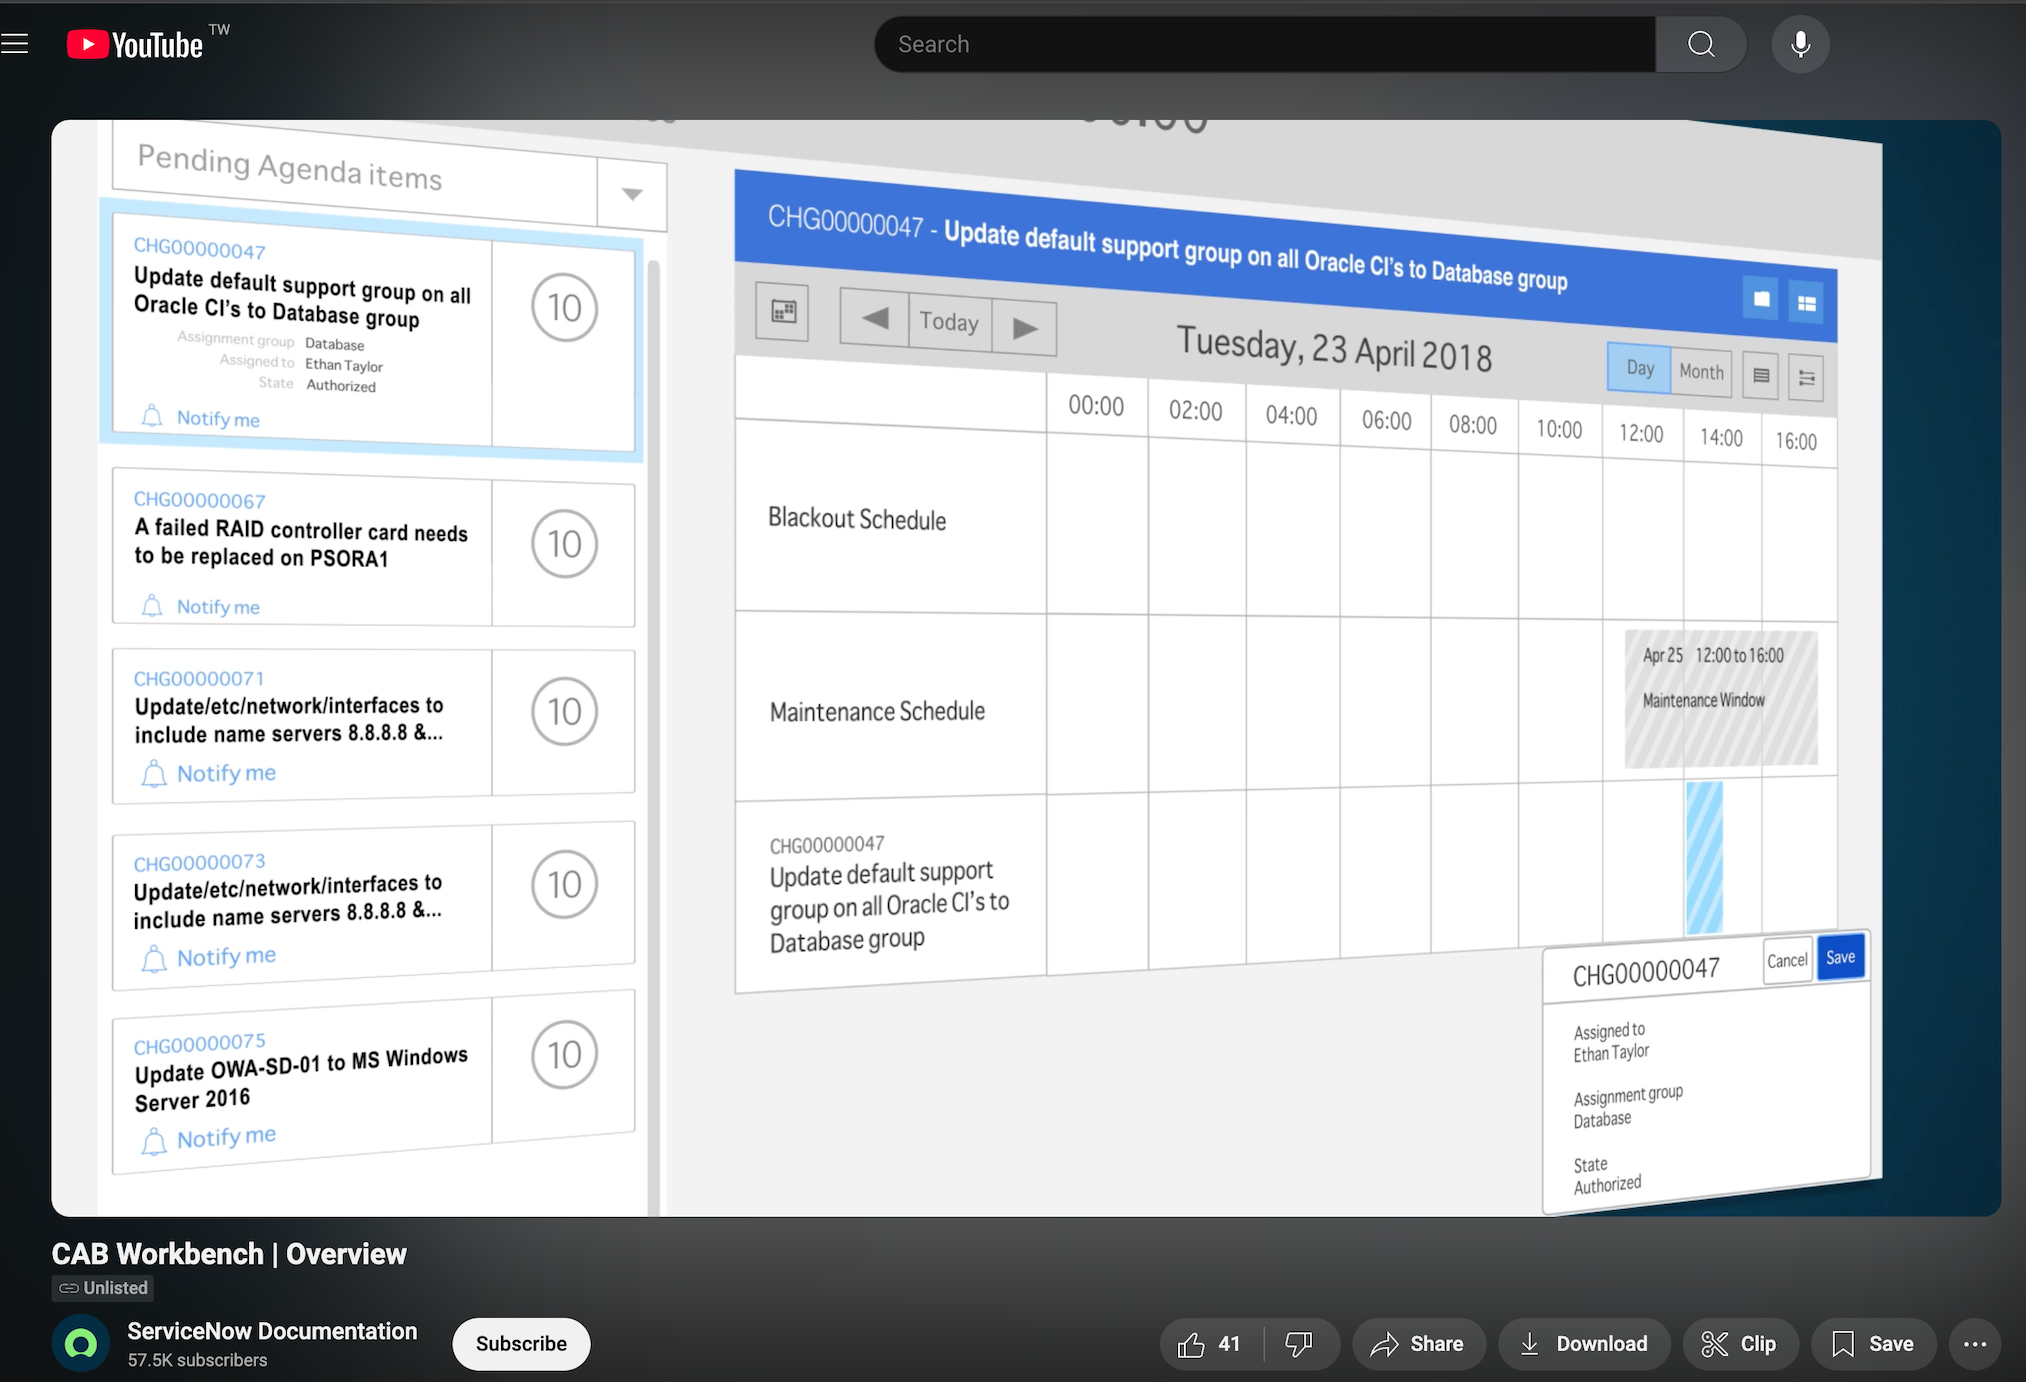 YouTube TW
Search
Pending Agenda items
CHG00000047
Update default support group on all
Oracle CI's to Database group
10
Assignment group Database
Assigned to Ethan Taylor
State Authorized
Notify me
CHG00000067
A failed RAID controller card needs
to be replaced on PSORA1
10
Notify me
CHG00000071
Update/etc/network/interfaces to
include name servers 8.8.8.8 &...
10
Notify me
CHG00000073
Update/etc/network/interfaces to
include name servers 8.8.8.8 &...
10
Notify me
CHG00000075
Update OWA-SD-01 to MS Windows
Server 2016
10
Notify me
CHG00000047 - Update default support group on all Oracle CI's to Database group
Today
Tuesday, 23 April 2018
Day Month
00:00 02:00 04:00 06:00 08:00 10:00 12:00 14:00 16:00
Blackout Schedule
Maintenance Schedule
Apr 25 12:00 to 16:00
Maintenance Window
CHG00000047
Update default support
group on all Oracle CI's to
Database group
CHG00000047
Cancel Save
Assigned to
Ethan Taylor
Assignment group
Database
State
Authorized
CAB Workbench | Overview
Unlisted
ServiceNow Documentation
57.5K subscribers
Subscribe
41 Share Download Clip Save